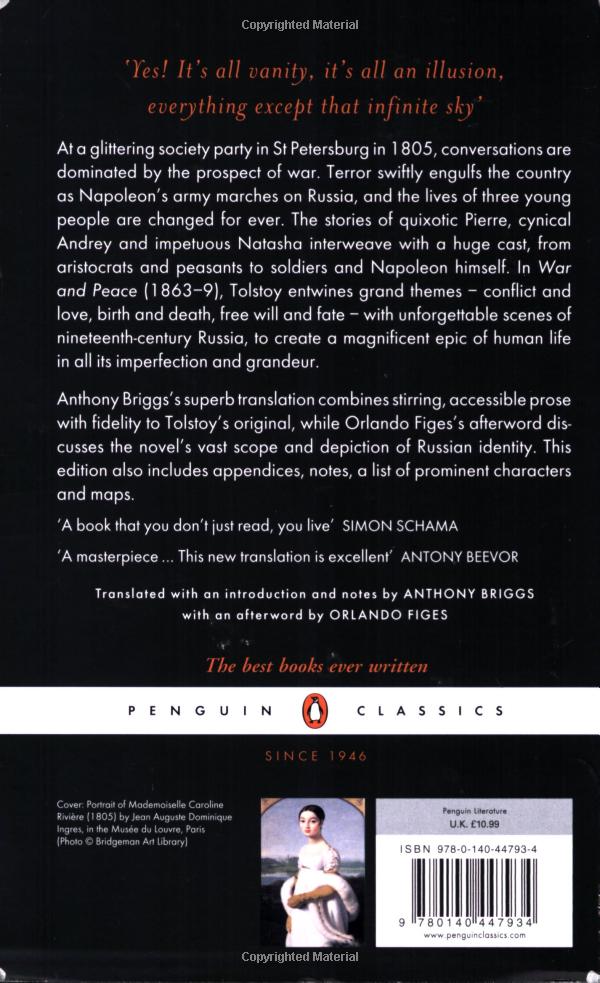 Copyrighted Material
'Yes! It's all vanity, it's all an illusion,
everything except that infinite sky'
At a glittering society party in St Petersburg in 1805, conversations are
dominated by the prospect of war. Terror swiftly engulfs the country
as Napoleon's army marches on Russia, and the lives of three young
people are changed for ever. The stories of quixotic Pierre, cynical
Andrey and impetuous Natasha interweave with a huge cast, from
aristocrats and peasants to soldiers and Napoleon himself. In War
and Peace (1863–9), Tolstoy entwines grand themes – conflict and
love, birth and death, free will and fate – with unforgettable scenes of
nineteenth-century Russia, to create a magnificent epic of human life
in all its imperfection and grandeur.
Anthony Briggs's superb translation combines stirring, accessible prose
with fidelity to Tolstoy's original, while Orlando Figes's afterword dis-
cusses the novel's vast scope and depiction of Russian identity. This
edition also includes appendices, notes, a list of prominent characters
and maps.
'A book that you don't just read, you live' SIMON SCHAMA
'A masterpiece ... This new translation is excellent' ANTONY BEEVOR
Translated with an introduction and notes by ANTHONY BRIGGS
with an afterword by ORLANDO FIGES
The best books ever written
PENGUIN CLASSICS
SINCE 1946
Cover: Portrait of Mademoiselle Caroline
Rivière (1805) by Jean Auguste Dominique
Ingres, in the Musée du Louvre, Paris
(Photo © Bridgeman Art Library)
Penguin Literature
U.K. £10.99
ISBN 978-0-140-44793-4
9 780140 447934
www.penguinclassics.com
Copyrighted Material